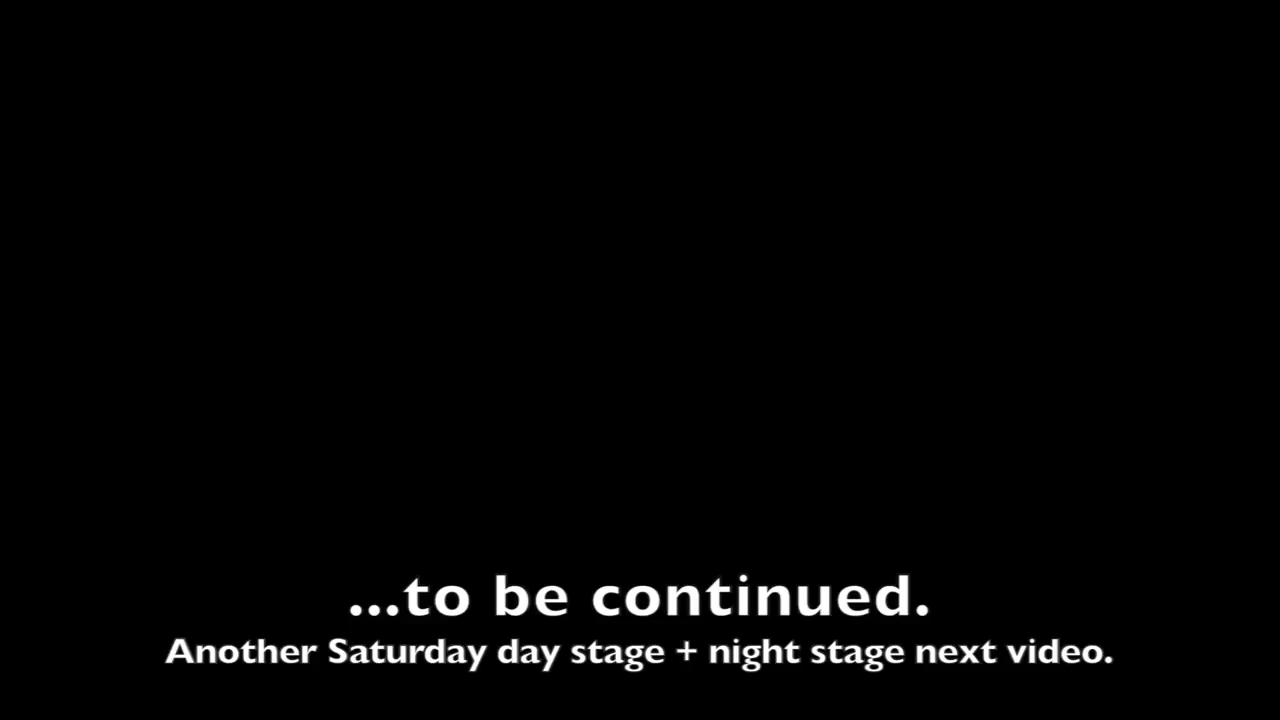 ...to be continued.
Another Saturday day stage + night stage next video.